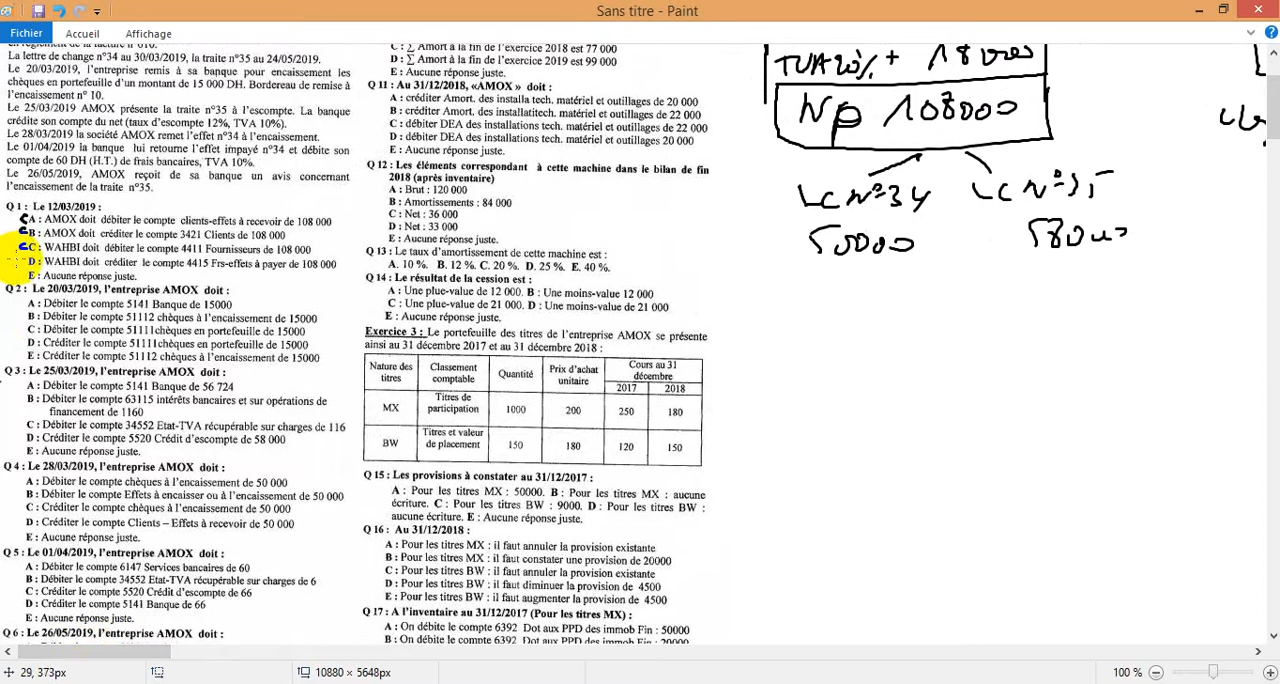 Sans titre - Paint
Fichier Accueil Affichage
en règlement de la facture n° 010.
La lettre de change n°34 au 30/03/2019, la traite n°35 au 24/05/2019.
Le 20/03/2019, l'entreprise remis à sa banque pour encaissement les
chèques en portefeuille d'un montant de 15 000 DH. Bordereau de remise à
l'encaissement n° 10.
Le 25/03/2019 AMOX présente la traite n°35 à l'escompte. La banque
crédite son compte du net (taux d'escompte 12%, TVA 10%).
Le 28/03/2019 la société AMOX remet l'effet n°34 à l'encaissement.
Le 01/04/2019 la banque lui retourne l'effet impayé n°34 et débite son
compte de 60 DH (H.T.) de frais bancaires, TVA 10%.
Le 26/05/2019, AMOX reçoit de sa banque un avis concernant
l'encaissement de la traite n°35.
Q 1 : Le 12/03/2019 :
A : AMOX doit débiter le compte clients-effets à recevoir de 108 000
B : AMOX doit créditer le compte 3421 Clients de 108 000
C : WAHBI doit débiter le compte 4411 Fournisseurs de 108 000
D : WAHBI doit créditer le compte 4415 Frs-effets à payer de 108 000
E : Aucune réponse juste.
Q 2 : Le 20/03/2019, l'entreprise AMOX doit :
A : Débiter le compte 5141 Banque de 15000
B : Débiter le compte 51112 chèques à l'encaissement de 15000
C : Débiter le compte 51111chèques en portefeuille de 15000
D : Créditer le compte 51111 chèques en portefeuille de 15000
E : Créditer le compte 51112 chèques à l'encaissement de 15000
Q 3 : Le 25/03/2019, l'entreprise AMOX doit :
A : Débiter le compte 5141 Banque de 56 724
B : Débiter le compte 63115 intérêts bancaires et sur opérations de
financement de 1160
C : Débiter le compte 34552 Etat-TVA récupérable sur charges de 116
D : Créditer le compte 5520 Crédit d'escompte de 58 000
E : Aucune réponse juste.
Q 4 : Le 28/03/2019, l'entreprise AMOX doit :
A : Débiter le compte chèques à l'encaissement de 50 000
B : Débiter le compte Effets à encaisser ou à l'encaissement de 50 000
C : Créditer le compte chèques à l'encaissement de 50 000
D : Créditer le compte Clients – Effets à recevoir de 50 000
E : Aucune réponse juste.
Q 5 : Le 01/04/2019, l'entreprise AMOX doit :
A : Débiter le compte 6147 Services bancaires de 60
B : Débiter le compte 34552 Etat-TVA récupérable sur charges de 6
C : Créditer le compte 5520 Crédit d'escompte de 66
D : Créditer le compte 5141 Banque de 66
E : Aucune réponse juste.
Q 6 : Le 26/05/2019, l'entreprise AMOX doit :
C : ∑ Amort à la fin de l'exercice 2018 est 77 000
D : ∑ Amort à la fin de l'exercice 2019 est 99 000
E : Aucune réponse juste.
Q 11 : Au 31/12/2018, «AMOX » doit :
A : créditer Amort. des installa tech. matériel et outillages de 20 000
B : créditer Amort. des installatitech. matériel et outillages de 22 000
C : débiter DEA des installations tech. matériel et outillages de 22 000
D : débiter DEA des installations tech. matériel et outillages de 20 000
E : Aucune réponse juste.
Q 12 : Les éléments correspondant à cette machine dans le bilan de fin
2018 (après inventaire)
A : Brut : 120 000
B : Amortissements : 84 000
C : Net : 36 000
D : Net : 33 000
E : Aucune réponse juste.
Q 13 : Le taux d'amortissement de cette machine est :
A. 10 %. B. 12 %. C. 20 %. D. 25 %. E. 40 %.
Q 14 : Le résultat de la cession est :
A : Une plue-value de 12 000. B : Une moins-value 12 000
C : Une plue-value de 21 000. D : Une moins-value de 21 000
E : Aucune réponse juste.
Exercice 3 : Le portefeuille des titres de l'entreprise AMOX se présente
ainsi au 31 décembre 2017 et au 31 décembre 2018 :
Nature des titres Classement comptable Quantité Prix d'achat unitaire Cours au 31 décembre
2017 2018
MX Titres de participation 1000 200 250 180
BW Titres et valeur de placement 150 180 120 150
Q 15 : Les provisions à constater au 31/12/2017 :
A : Pour les titres MX : 50000. B : Pour les titres MX : aucune
écriture. C : Pour les titres BW : 9000. D : Pour les titres BW :
aucune écriture. E : Aucune réponse juste.
Q 16 : Au 31/12/2018 :
A : Pour les titres MX : il faut annuler la provision existante
B : Pour les titres MX : il faut constater une provision de 20000
C : Pour les titres BW : il faut annuler la provision existante
D : Pour les titres BW : il faut diminuer la provision de 4500
E : Pour les titres BW : il faut augmenter la provision de 4500
Q 17 : A l'inventaire au 31/12/2017 (Pour les titres MX) :
A : On débite le compte 6392 Dot aux PPD des immob Fin : 50000
B : On débite le compte 6392 Dot aux PPD des immob Fin : 20000
TVA 20% + 18000
Np 108000
LC N°34 LC N°35
50000 58000
29, 373px 10880 × 5648px 100 %